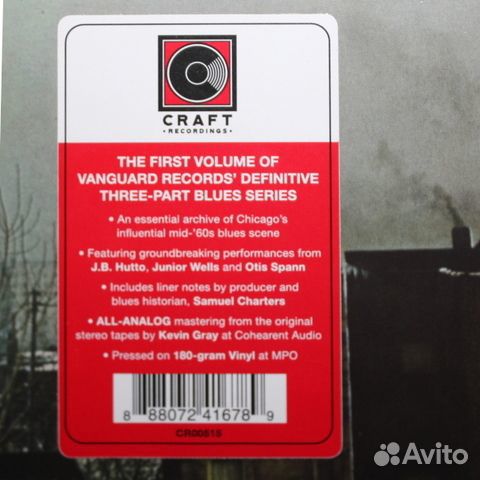 CRAFT
• RECORDINGS •
THE FIRST VOLUME OF
VANGUARD RECORDS' DEFINITIVE
THREE-PART BLUES SERIES
• An essential archive of Chicago's
influential mid-'60s blues scene
• Featuring groundbreaking performances from
J.B. Hutto, Junior Wells and Otis Spann
• Includes liner notes by producer and
blues historian, Samuel Charters
• ALL-ANALOG mastering from the original
stereo tapes by Kevin Gray at Cohearent Audio
• Pressed on 180-gram Vinyl at MPO
8 88072 41678 9
CR00515
Avito